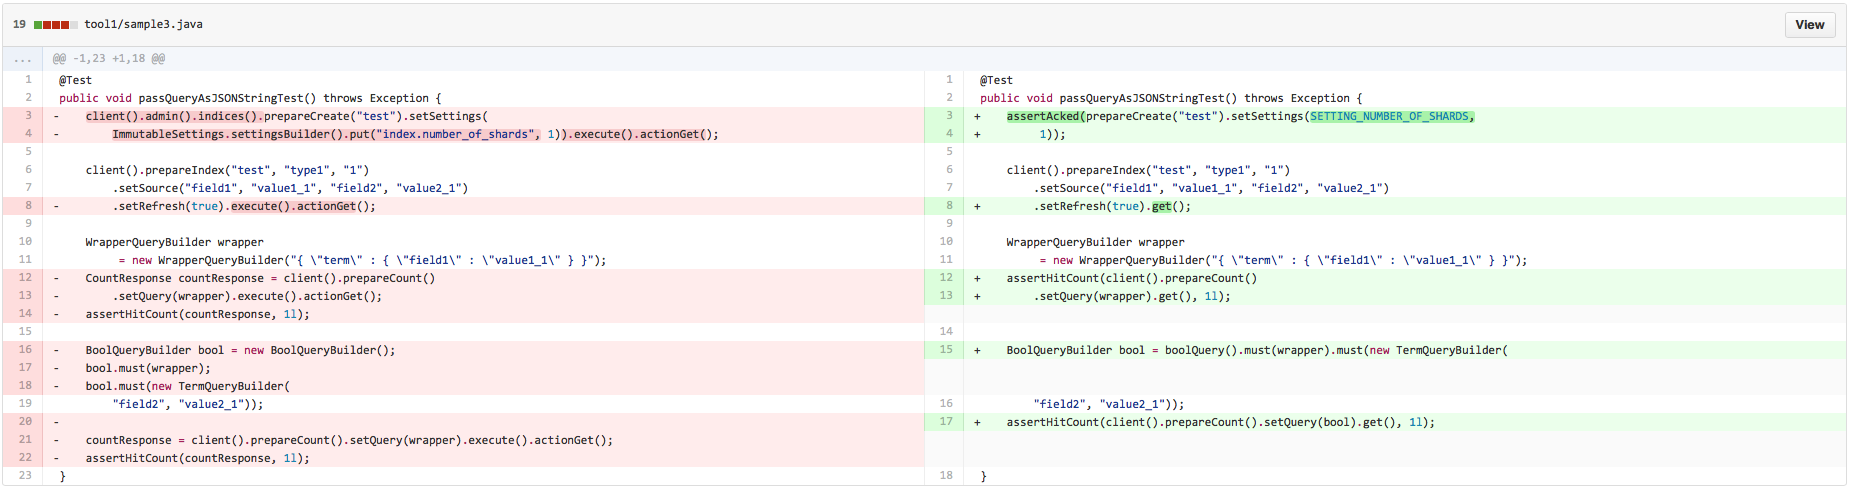 19 tool1/sample3.java View
... @@ -1,23 +1,18 @@
1 @Test
2 public void passQueryAsJSONStringTest() throws Exception {
3 - client().admin().indices().prepareCreate("test").setSettings(
4 - ImmutableSettings.settingsBuilder().put("index.number_of_shards", 1)).execute().actionGet();
5
6 client().prepareIndex("test", "type1", "1")
7 .setSource("field1", "value1_1", "field2", "value2_1")
8 - .setRefresh(true).execute().actionGet();
9
10 WrapperQueryBuilder wrapper
11 = new WrapperQueryBuilder("{ \"term\" : { \"field1\" : \"value1_1\" } }");
12 - CountResponse countResponse = client().prepareCount()
13 - .setQuery(wrapper).execute().actionGet();
14 - assertHitCount(countResponse, 1l);
15
16 - BoolQueryBuilder bool = new BoolQueryBuilder();
17 - bool.must(wrapper);
18 - bool.must(new TermQueryBuilder(
19 "field2", "value2_1"));
20 -
21 - countResponse = client().prepareCount().setQuery(wrapper).execute().actionGet();
22 - assertHitCount(countResponse, 1l);
23 }
1 @Test
2 public void passQueryAsJSONStringTest() throws Exception {
3 + assertAcked(prepareCreate("test").setSettings(SETTING_NUMBER_OF_SHARDS,
4 + 1));
5
6 client().prepareIndex("test", "type1", "1")
7 .setSource("field1", "value1_1", "field2", "value2_1")
8 + .setRefresh(true).get();
9
10 WrapperQueryBuilder wrapper
11 = new WrapperQueryBuilder("{ \"term\" : { \"field1\" : \"value1_1\" } }");
12 + assertHitCount(client().prepareCount()
13 + .setQuery(wrapper).get(), 1l);
14
15 + BoolQueryBuilder bool = boolQuery().must(wrapper).must(new TermQueryBuilder(
16 "field2", "value2_1"));
17 + assertHitCount(client().prepareCount().setQuery(bool).get(), 1l);
18 }